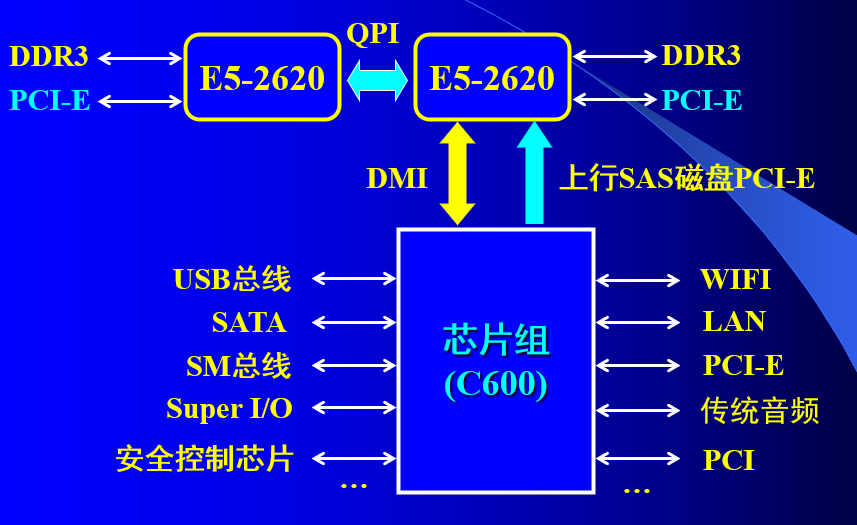 QPI
DDR3
E5-2620
E5-2620
DDR3
PCI-E
PCI-E
DMI
上行SAS磁盘PCI-E
USB总线
WIFI
SATA
LAN
芯片组
(C600)
SM总线
PCI-E
Super I/O
传统音频
安全控制芯片
PCI
...
...